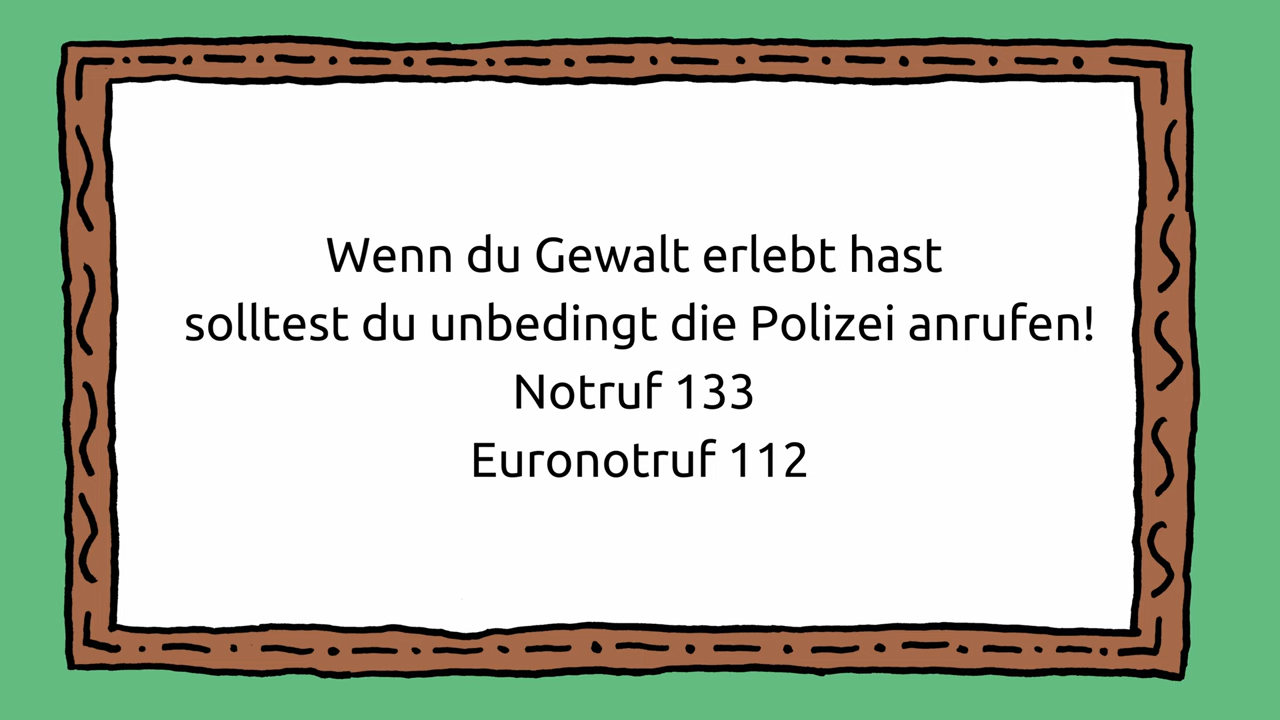 Wenn du Gewalt erlebt hast
solltest du unbedingt die Polizei anrufen!
Notruf 133
Euronotruf 112